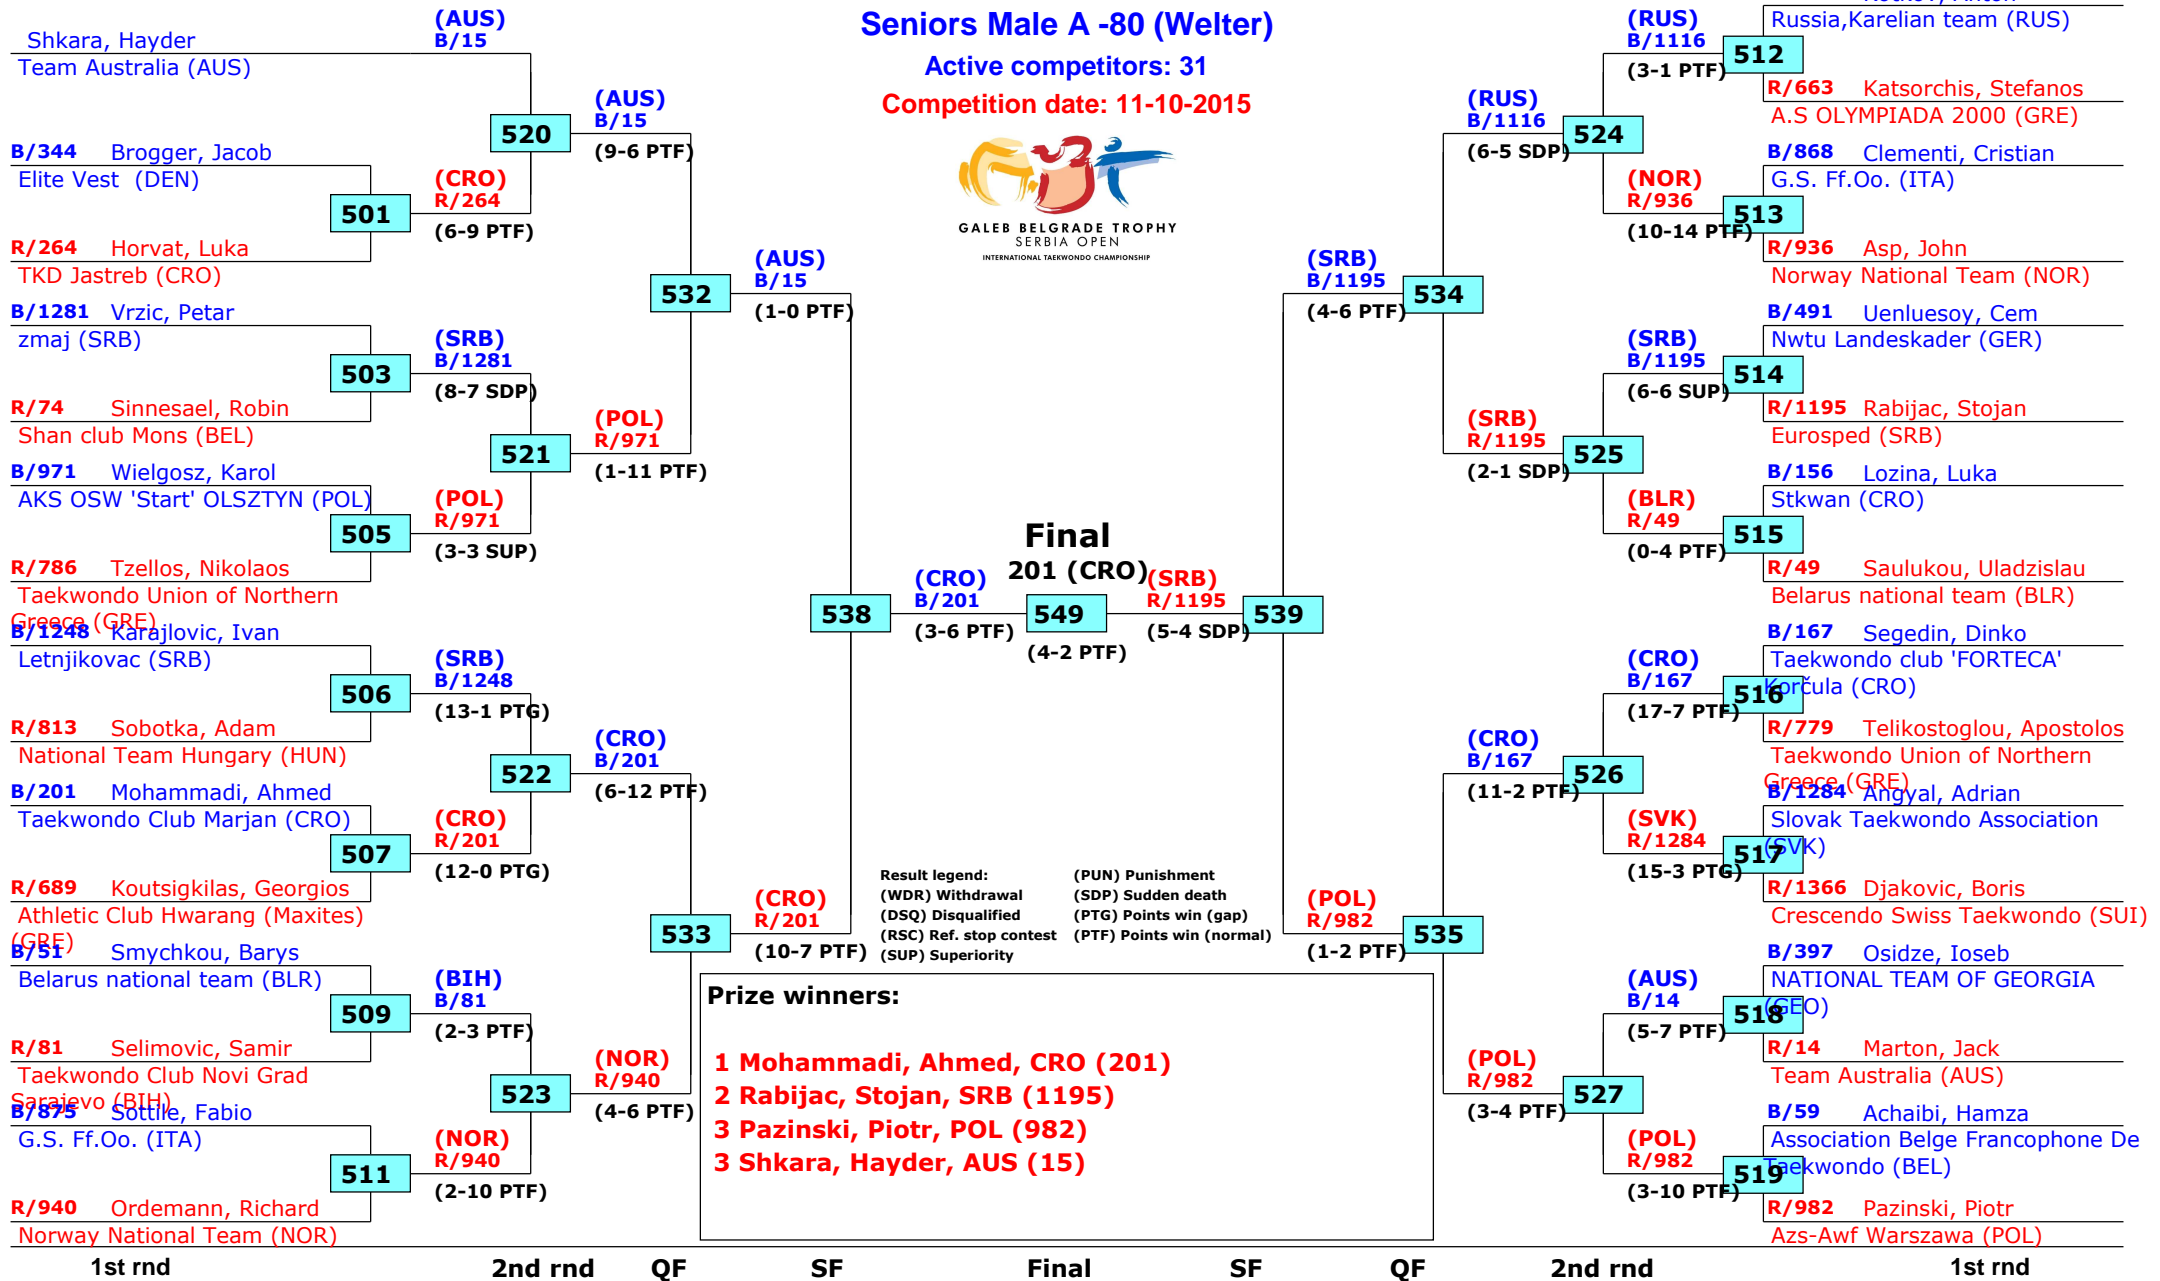 Seniors Male A -80 (Welter)
Active competitors: 31
Competition date: 11-10-2015
GALEB BELGRADE TROPHY
SERBIA OPEN
INTERNATIONAL TAEKWONDO CHAMPIONSHIP
Shkara, Hayder
Team Australia (AUS)
B/344 Brogger, Jacob
Elite Vest (DEN)
501
R/264 Horvat, Luka
TKD Jastreb (CRO)
B/1281 Vrzic, Petar
zmaj (SRB)
503
R/74 Sinnesael, Robin
Shan club Mons (BEL)
B/971 Wielgosz, Karol
AKS OSW 'Start' OLSZTYN (POL)
505
R/786 Tzellos, Nikolaos
Taekwondo Union of Northern
Greece (GRE)
B/1248 Karajlovic, Ivan
Letnjikovac (SRB)
506
R/813 Sobotka, Adam
National Team Hungary (HUN)
B/201 Mohammadi, Ahmed
Taekwondo Club Marjan (CRO)
507
R/689 Koutsigkilas, Georgios
Athletic Club Hwarang (Maxites)
(GRE)
B/51 Smychkou, Barys
Belarus national team (BLR)
509
R/81 Selimovic, Samir
Taekwondo Club Novi Grad
Sarajevo (BIH)
B/875 Sottile, Fabio
G.S. Ff.Oo. (ITA)
511
R/940 Ordemann, Richard
Norway National Team (NOR)
(AUS)
B/15
520
(CRO)
R/264
(6-9 PTF)
(SRB)
B/1281
(8-7 SDP)
521
(POL)
R/971
(3-3 SUP)
(SRB)
B/1248
(13-1 PTG)
522
(CRO)
R/201
(12-0 PTG)
(BIH)
B/81
(2-3 PTF)
523
(NOR)
R/940
(2-10 PTF)
(AUS)
B/15
(9-6 PTF)
532
(POL)
R/971
(1-11 PTF)
(CRO)
B/201
(6-12 PTF)
533
(NOR)
R/940
(4-6 PTF)
(AUS)
B/15
(1-0 PTF)
538
(CRO)
R/201
(10-7 PTF)
(CRO)
B/201
(3-6 PTF)
Final
201 (CRO)
549
(4-2 PTF)
(SRB)
R/1195
(5-4 SDP)
539
(SRB)
B/1195
(4-6 PTF)
(POL)
R/982
(1-2 PTF)
534
535
(RUS)
B/1116
(6-5 SDP)
(SRB)
R/1195
(2-1 SDP)
(CRO)
B/167
(11-2 PTF)
(POL)
R/982
(3-4 PTF)
524
525
526
527
(RUS)
B/1116
(3-1 PTF)
(NOR)
R/936
(10-14 PTF)
(SRB)
B/1195
(6-6 SUP)
(BLR)
R/49
(0-4 PTF)
(CRO)
B/167
(17-7 PTF)
(SVK)
R/1284
(15-3 PTG)
(AUS)
B/14
(5-7 PTF)
(POL)
R/982
(3-10 PTF)
Russia,Karelian team (RUS)
512
R/663 Katsorchis, Stefanos
A.S OLYMPIADA 2000 (GRE)
B/868 Clementi, Cristian
G.S. Ff.Oo. (ITA)
513
R/936 Asp, John
Norway National Team (NOR)
B/491 Uenluesoy, Cem
Nwtu Landeskader (GER)
514
R/1195 Rabijac, Stojan
Eurosped (SRB)
B/156 Lozina, Luka
Stkwan (CRO)
515
R/49 Saulukou, Uladzislau
Belarus national team (BLR)
B/167 Segedin, Dinko
Taekwondo club 'FORTECA'
Korčula (CRO)
516
R/779 Telikostoglou, Apostolos
Taekwondo Union of Northern
Greece (GRE)
B/1284 Angyal, Adrian
Slovak Taekwondo Association
(SVK)
517
R/1366 Djakovic, Boris
Crescendo Swiss Taekwondo (SUI)
B/397 Osidze, Ioseb
NATIONAL TEAM OF GEORGIA
(GEO)
518
R/14 Marton, Jack
Team Australia (AUS)
B/59 Achaibi, Hamza
Association Belge Francophone De
Taekwondo (BEL)
519
R/982 Pazinski, Piotr
Azs-Awf Warszawa (POL)
Result legend:
(WDR) Withdrawal
(DSQ) Disqualified
(RSC) Ref. stop contest
(SUP) Superiority
(PUN) Punishment
(SDP) Sudden death
(PTG) Points win (gap)
(PTF) Points win (normal)
Prize winners:
1 Mohammadi, Ahmed, CRO (201)
2 Rabijac, Stojan, SRB (1195)
3 Pazinski, Piotr, POL (982)
3 Shkara, Hayder, AUS (15)
1st rnd 2nd rnd QF SF Final SF QF 2nd rnd 1st rnd